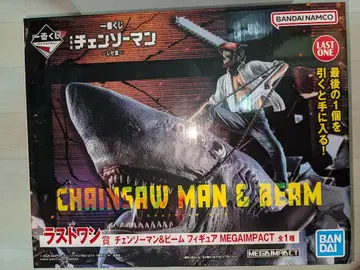 一番くじ
チェンソーマン
レゼ篇
BANDAI NAMCO
LAST ONE
最後の1個を
引くと手に入る!
CHAINSAW MAN & BEAM
ラストワン賞 チェンソーマン&ビーム フィギュア MEGAIMPACT 全1種
MEGAIMPACT
BANDAI